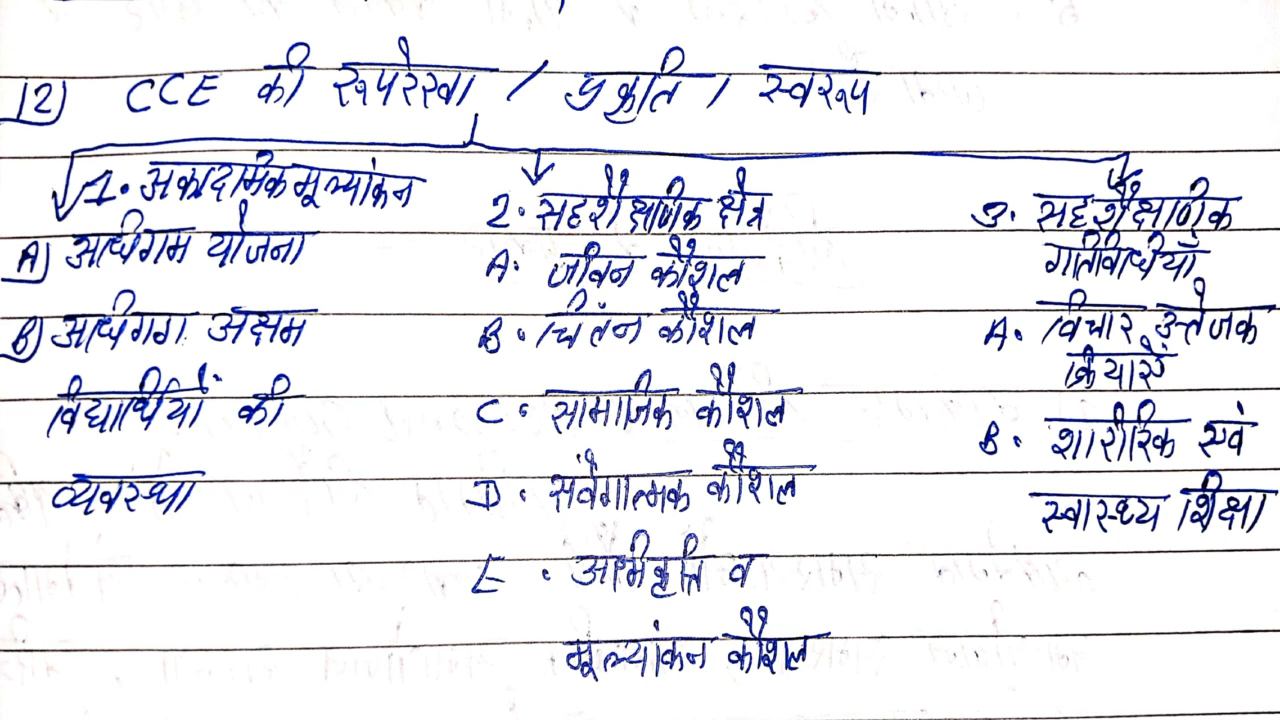 12) CCE की रूपरेखा / प्रकृति / स्वरूप
1. अकादमिक मूल्यांकन
A) अधिगम योजना
B) अधिगम अक्षम
विद्यार्थियों की
व्यवस्था
2. सहशैक्षणिक क्षेत्र
A. जीवन कौशल
B. चिंतन कौशल
C. सामाजिक कौशल
D. संवेगात्मक कौशल
E. अभिवृत्ति व
मूल्यांकन कौशल
3. सहशैक्षणिक
गतिविधियाँ
A. विचार उत्तेजक
क्रियाएँ
B. शारीरिक एवं
स्वास्थ्य शिक्षा